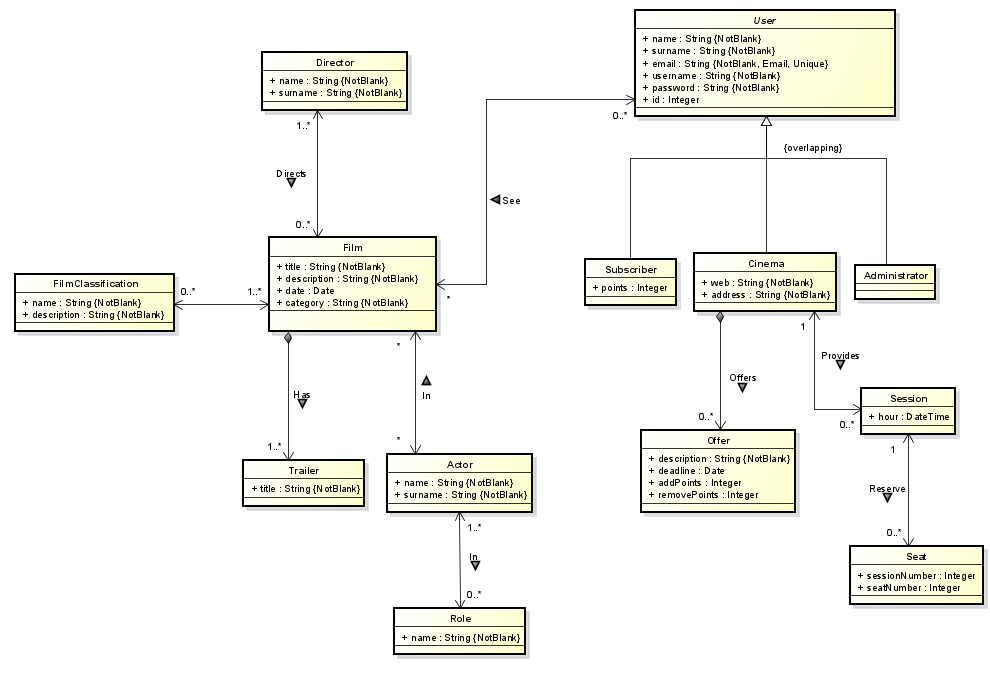 User
+ name : String {NotBlank}
+ surname : String {NotBlank}
+ email : String {NotBlank, Email, Unique}
+ username : String {NotBlank}
+ password : String {NotBlank}
+ id : Integer
0..*
{overlapping}
Director
+ name : String {NotBlank}
+ surname : String {NotBlank}
1..*
Directs
0..*
See
*
Film
+ title : String {NotBlank}
+ description : String {NotBlank}
+ date : Date
+ category : String {NotBlank}
FilmClassification
+ name : String {NotBlank}
+ description : String {NotBlank}
0..*
1..*
Subscriber
+ points : Integer
Cinema
+ web : String {NotBlank}
+ address : String {NotBlank}
Administrator
Has
1..*
*
In
*
Trailer
+ title : String {NotBlank}
Actor
+ name : String {NotBlank}
+ surname : String {NotBlank}
1..*
In
0..*
Role
+ name : String {NotBlank}
Offers
0..*
1
Provides
0..*
Offer
+ description : String {NotBlank}
+ deadline : Date
+ addPoints : Integer
+ removePoints : Integer
Session
+ hour : DateTime
1
Reserve
0..*
Seat
+ sessionNumber : Integer
+ seatNumber : Integer